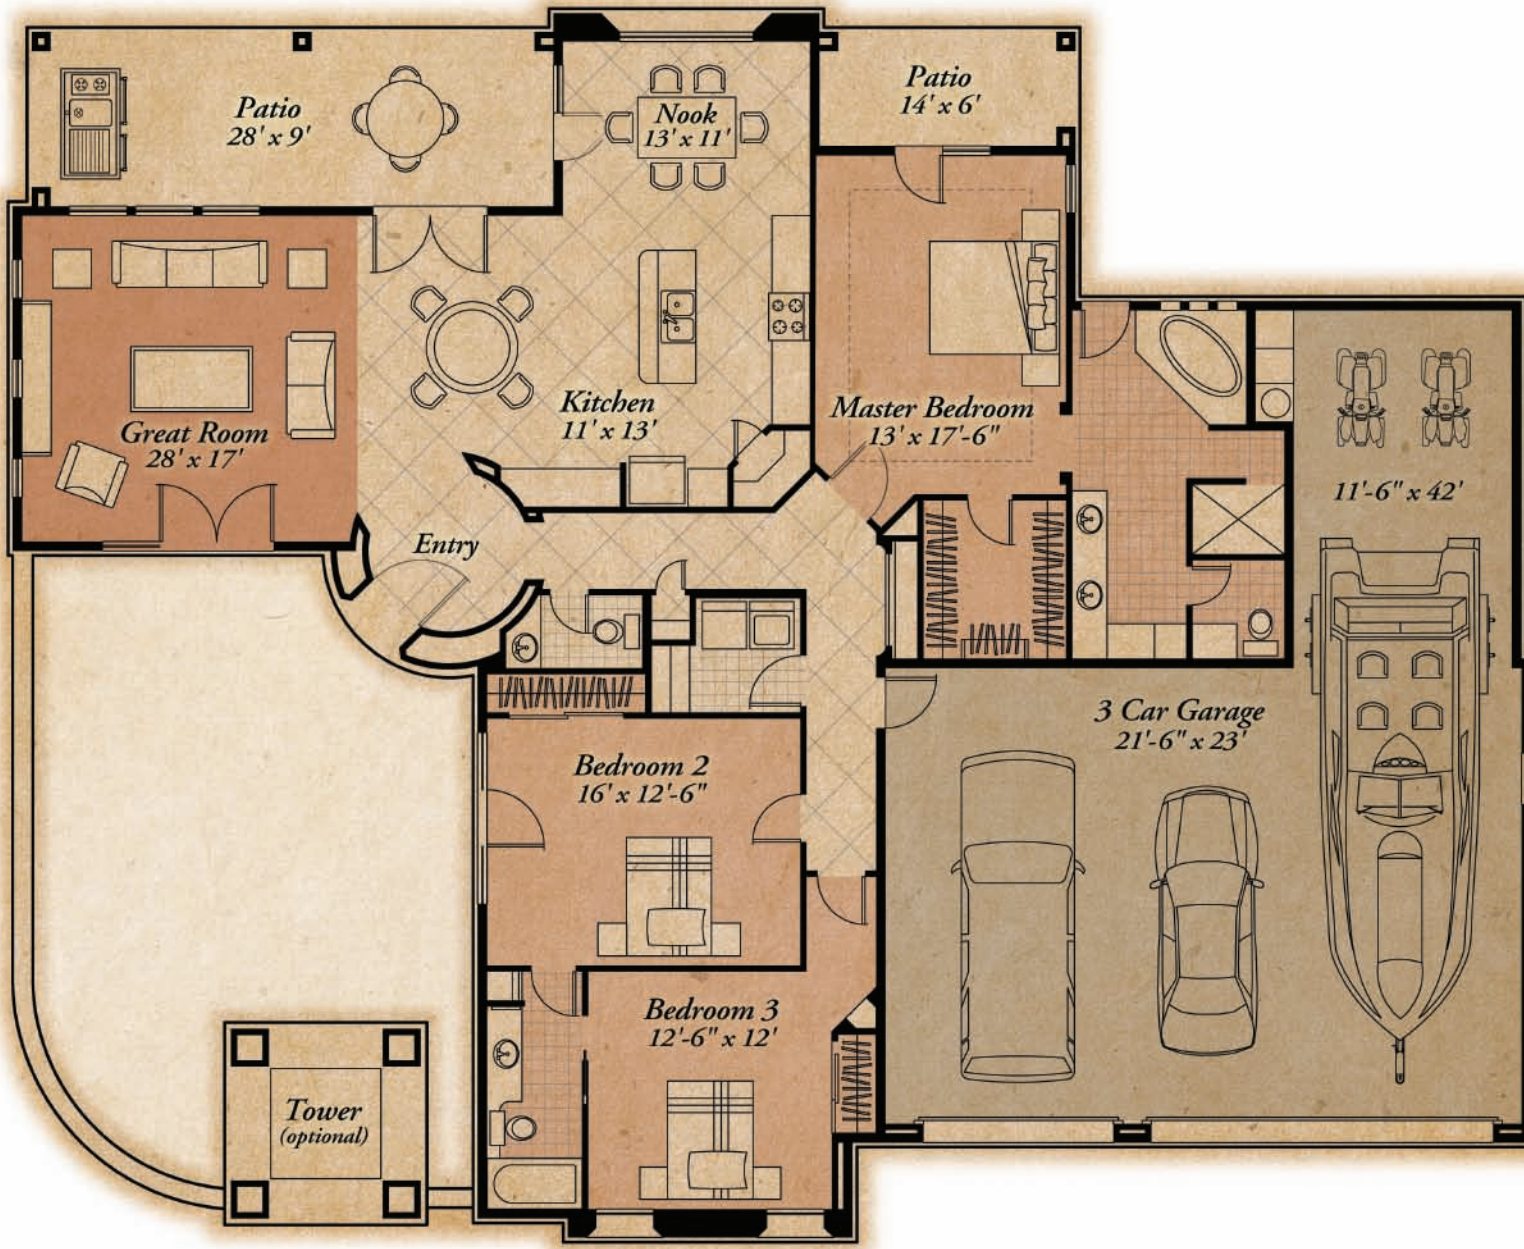 Patio
28' x 9'
Nook
13' x 11'
Patio
14' x 6'
Great Room
28' x 17'
Kitchen
11' x 13'
Master Bedroom
13' x 17'-6"
11'-6" x 42'
Entry
3 Car Garage
21'-6" x 23'
Bedroom 2
16' x 12'-6"
Bedroom 3
12'-6" x 12'
Tower
(optional)